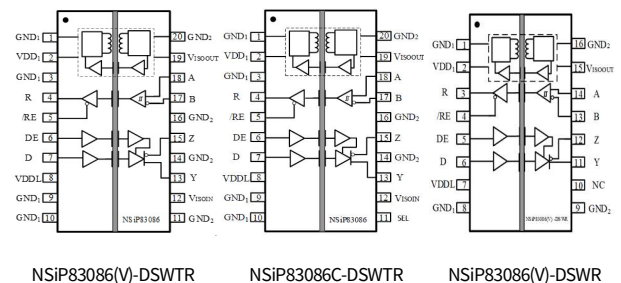 GND1 1 20 GND2
VDD1 2 19 VISOOUT
GND1 3 18 A
R 4 17 B
/RE 5 16 GND2
DE 6 15 Z
D 7 14 GND2
VDDL 8 13 Y
GND1 9 12 VISOIN
GND1 10 11 GND2
NSiP83086
NSiP83086(V)-DSWTR
GND1 1 20 GND2
VDD1 2 19 VISOOUT
GND1 3 18 A
R 4 17 B
/RE 5 16 GND2
DE 6 15 Z
D 7 14 GND2
VDDL 8 13 Y
GND1 9 12 VISOIN
GND1 10 11 SEL
NSiP83086
NSiP83086C-DSWTR
GND1 1 16 GND2
VDD1 2 15 VISOOUT
R 3 14 A
/RE 4 13 B
DE 5 12 Z
D 6 11 Y
VDDL 7 10 NC
GND1 8 9 GND2
NSiP83086(V)-DSWR
NSiP83086(V)-DSWR